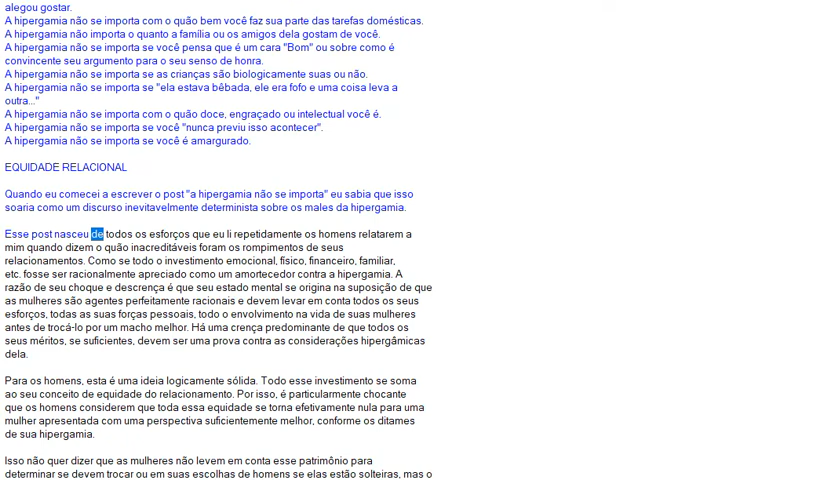 alegou gostar.
A hipergamia não se importa com o quão bem você faz sua parte das tarefas domésticas.
A hipergamia não importa o quanto a família ou os amigos dela gostam de você.
A hipergamia não se importa se você pensa que é um cara "Bom" ou sobre como é
convincente seu argumento para o seu senso de honra.
A hipergamia não se importa se as crianças são biologicamente suas ou não.
A hipergamia não se importa se "ela estava bêbada, ele era fofo e uma coisa leva a
outra..."
A hipergamia não se importa com o quão doce, engraçado ou intelectual você é.
A hipergamia não se importa se você "nunca previu isso acontecer".
A hipergamia não se importa se você é amargurado.
EQUIDADE RELACIONAL
Quando eu comecei a escrever o post "a hipergamia não se importa" eu sabia que isso
soaria como um discurso inevitavelmente determinista sobre os males da hipergamia.
Esse post nasceu de todos os esforços que eu li repetidamente os homens relatarem a
mim quando dizem o quão inacreditáveis foram os rompimentos de seus
relacionamentos. Como se todo o investimento emocional, físico, financeiro, familiar,
etc. fosse ser racionalmente apreciado como um amortecedor contra a hipergamia. A
razão de seu choque e descrença é que seu estado mental se origina na suposição de que
as mulheres são agentes perfeitamente racionais e devem levar em conta todos os seus
esforços, todas as suas forças pessoais, todo o envolvimento na vida de suas mulheres
antes de trocá-lo por um macho melhor. Há uma crença predominante de que todos os
seus méritos, se suficientes, devem ser uma prova contra as considerações hipergâmicas
dela.
Para os homens, esta é uma ideia logicamente sólida. Todo esse investimento se soma
ao seu conceito de equidade do relacionamento. Por isso, é particularmente chocante
que os homens considerem que toda essa equidade se torna efetivamente nula para uma
mulher apresentada com uma perspectiva suficientemente melhor, conforme os ditames
de sua hipergamia.
Isso não quer dizer que as mulheres não levem em conta esse patrimônio para
determinar se devem trocar ou em suas escolhas de homens se elas estão solteiras, mas o